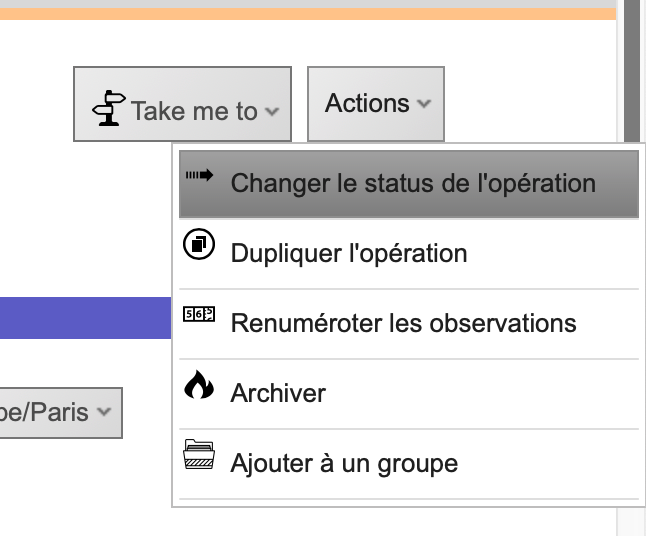 Take me to
Actions
Changer le status de l'opération
Dupliquer l'opération
Renuméroter les observations
Archiver
pe/Paris
Ajouter à un groupe